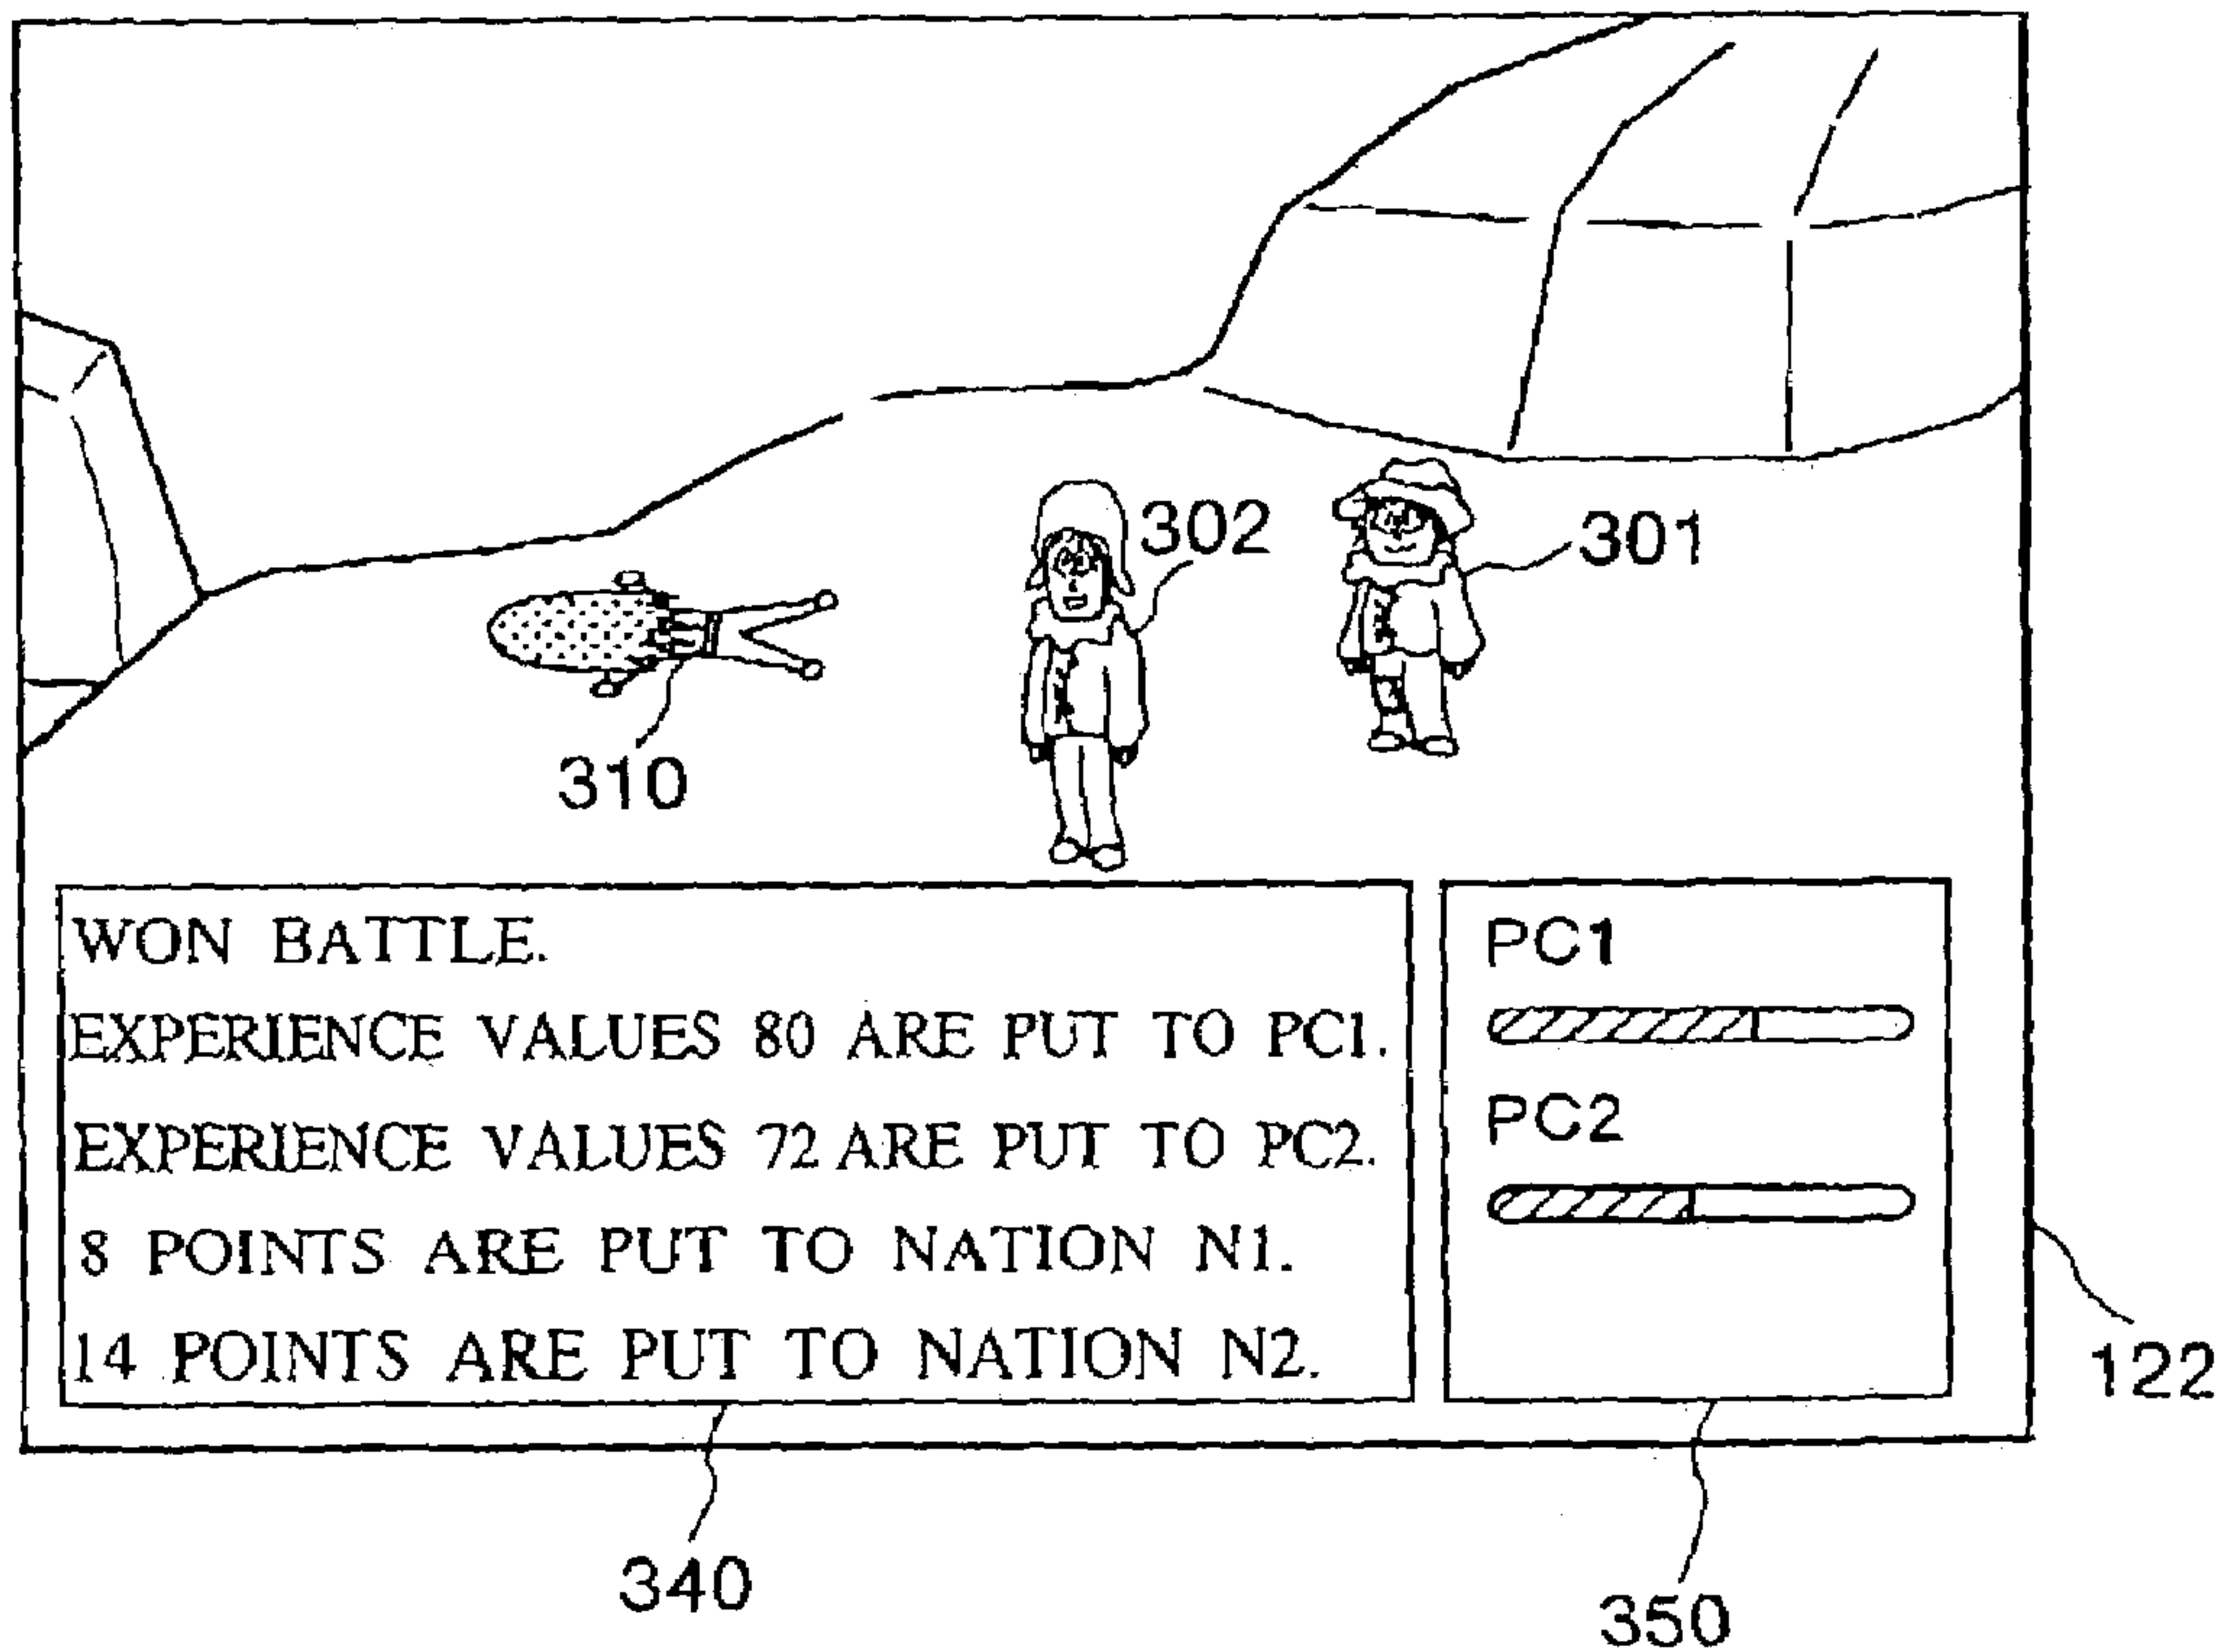 302
301
310
WON BATTLE.
EXPERIENCE VALUES 80 ARE PUT TO PC1.
EXPERIENCE VALUES 72 ARE PUT TO PC2.
8 POINTS ARE PUT TO NATION N1.
14 POINTS ARE PUT TO NATION N2.
PC1
PC2
122
340
350